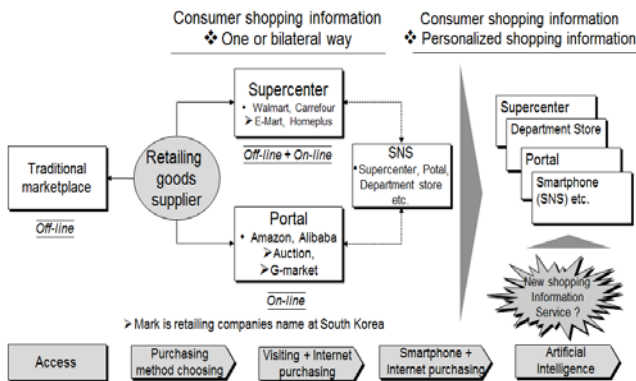 Consumer shopping information
❖ One or bilateral way
Consumer shopping information
❖ Personalized shopping information
Supercenter
• Walmart, Carrefour
➢ E-Mart, Homeplus
Off-line + On-line
Traditional
marketplace
Off-line
Retailing
goods
supplier
SNS
• Supercenter, Potal,
Department store
etc.
Portal
• Amazon, Alibaba
➢ Auction,
➢ G-market
On-line
Supercenter
Department Store
Portal
Smartphone
(SNS) etc.
New shopping
Information
Service ?
➢ Mark is retailing companies name at South Korea
Access
Purchasing
method choosing
Visiting + Internet
purchasing
Smartphone +
Internet purchasing
Artificial
Intelligence